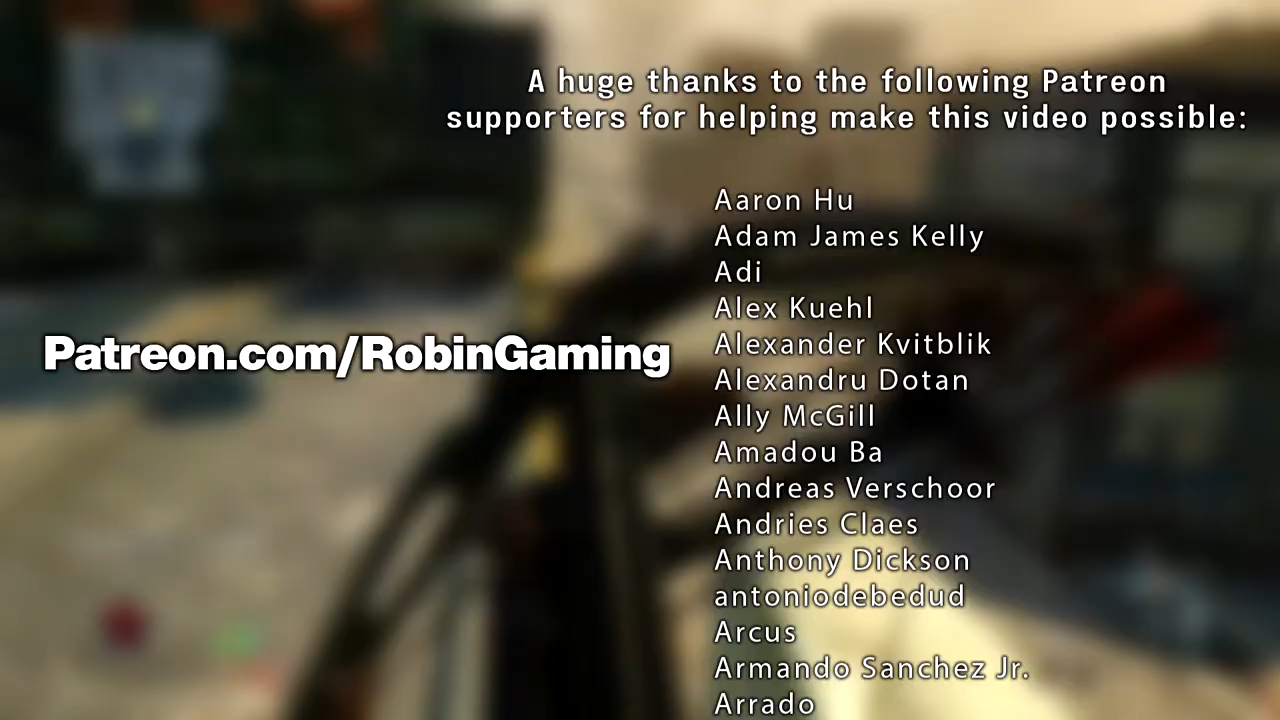 A huge thanks to the following Patreon
supporters for helping make this video possible:
Patreon.com/RobinGaming
Aaron Hu
Adam James Kelly
Adi
Alex Kuehl
Alexander Kvitblik
Alexandru Dotan
Ally McGill
Amadou Ba
Andreas Verschoor
Andries Claes
Anthony Dickson
antoniodebedud
Arcus
Armando Sanchez Jr.
Arrado